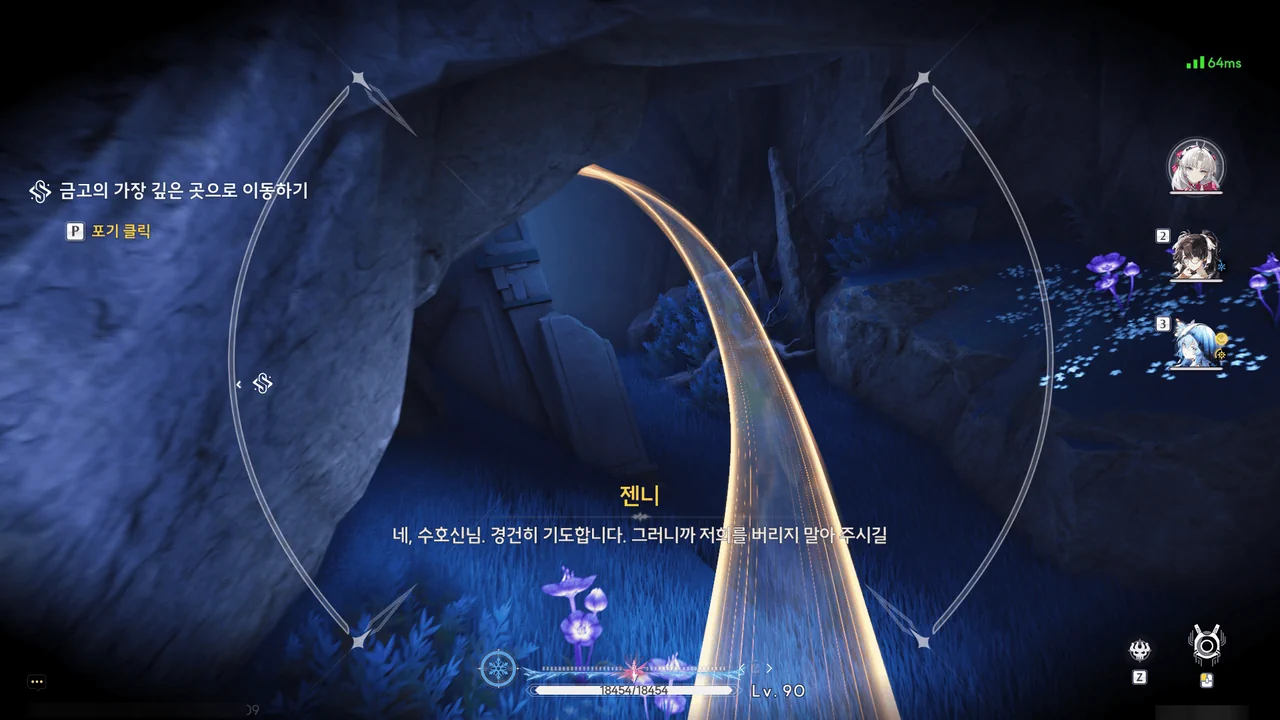 64ms
금고의 가장 깊은 곳으로 이동하기
P 포기 클릭
2
3
젠니
네, 수호신님. 경건히 기도합니다. 그러니까 저희를 버리지 말아 주시길
18454/18454
Lv. 90
Z
09